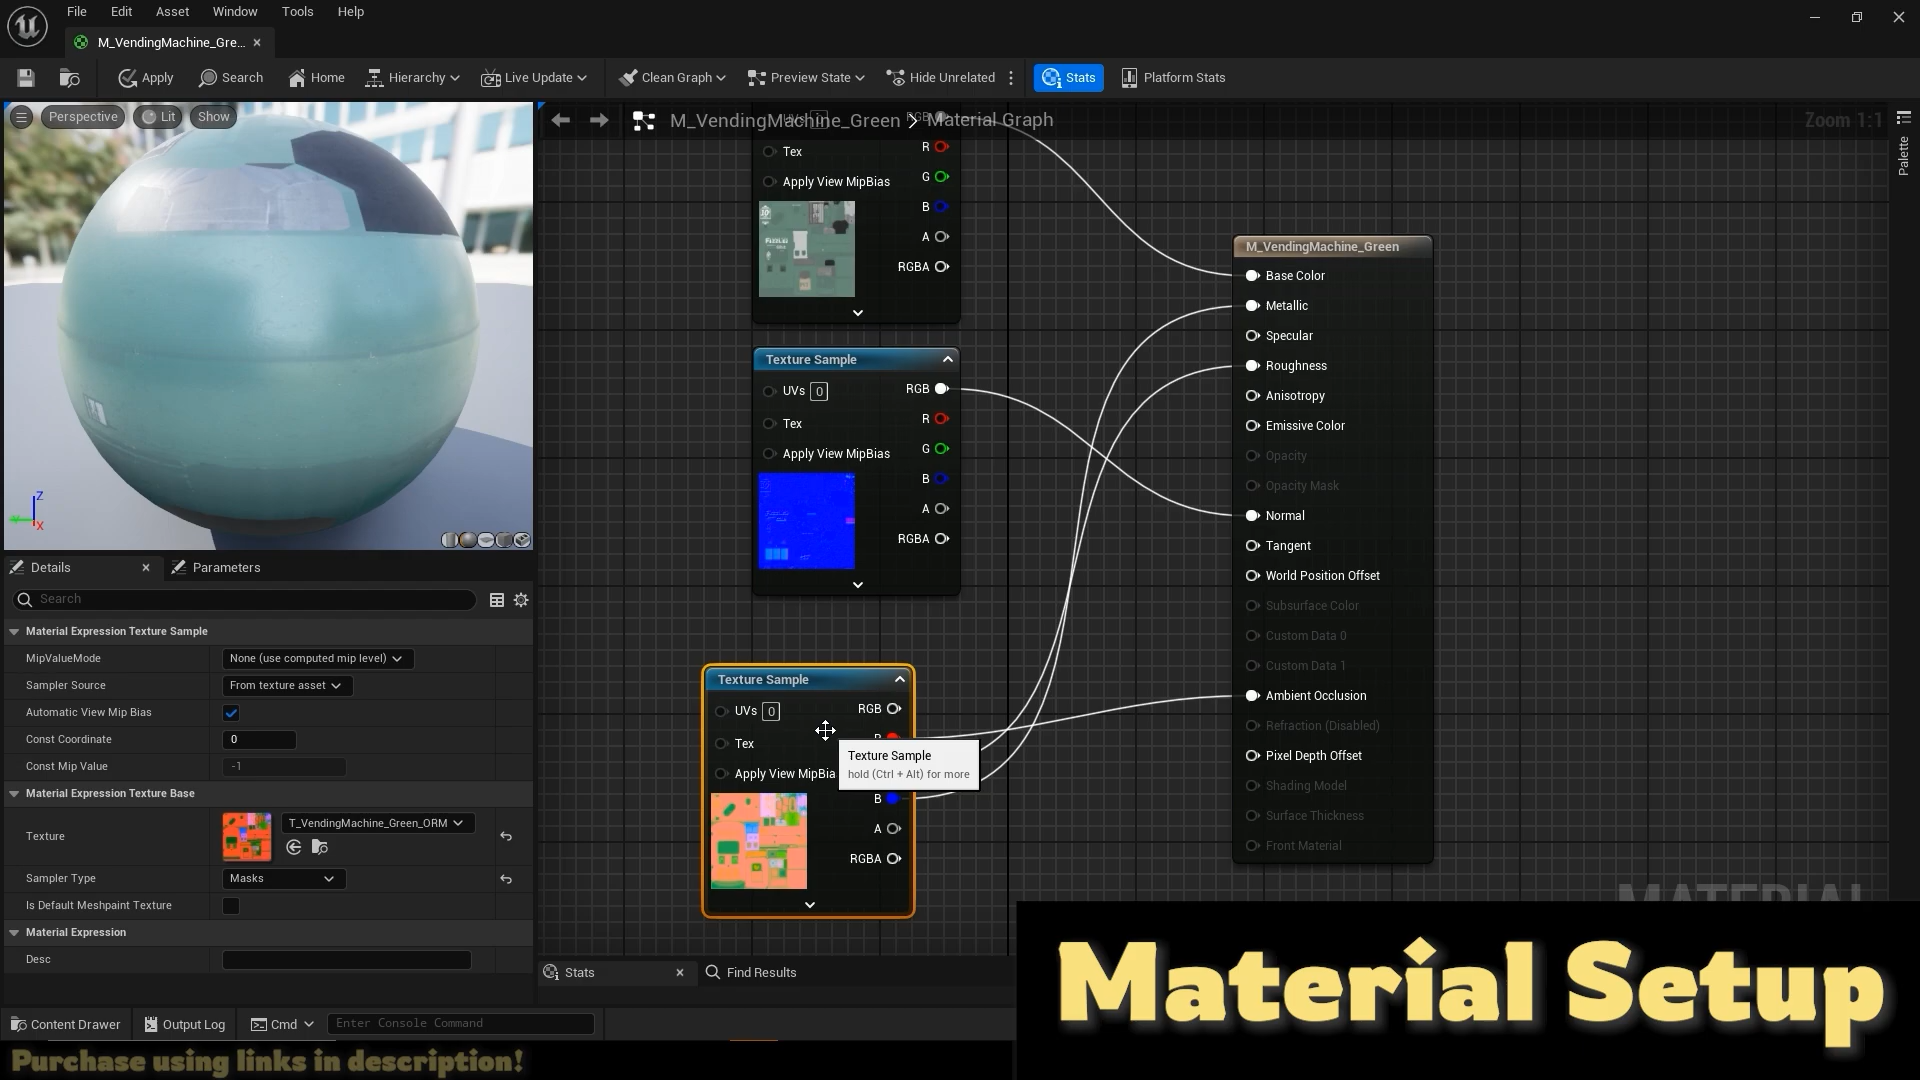 File Edit Asset Window Tools Help
M_VendingMachine_Gre...
Apply Search Home Hierarchy Live Update Clean Graph Preview State Hide Unrelated Stats Platform Stats
Perspective Lit Show
M_VendingMachine_Green > Material Graph
Zoom 1:1
Palette
Tex
Apply View MipBias
R
G
B
A
RGBA
Texture Sample
UVs 0
Tex
Apply View MipBias
RGB
R
G
B
A
RGBA
Texture Sample
UVs 0
Tex
Apply View MipBia
RGB
B
A
RGBA
Texture Sample
hold (Ctrl + Alt) for more
M_VendingMachine_Green
Base Color
Metallic
Specular
Roughness
Anisotropy
Emissive Color
Opacity
Opacity Mask
Normal
Tangent
World Position Offset
Subsurface Color
Custom Data 0
Custom Data 1
Ambient Occlusion
Refraction (Disabled)
Pixel Depth Offset
Shading Model
Surface Thickness
Front Material
Z
X
Details Parameters
Search
Material Expression Texture Sample
MipValueMode None (use computed mip level)
Sampler Source From texture asset
Automatic View Mip Bias
Const Coordinate 0
Const Mip Value -1
Material Expression Texture Base
Texture T_VendingMachine_Green_ORM
Sampler Type Masks
Is Default Meshpaint Texture
Material Expression
Desc
Stats Find Results
MATERIAL
Content Drawer Output Log Cmd Enter Console Command
Material Setup
Purchase using links in description!